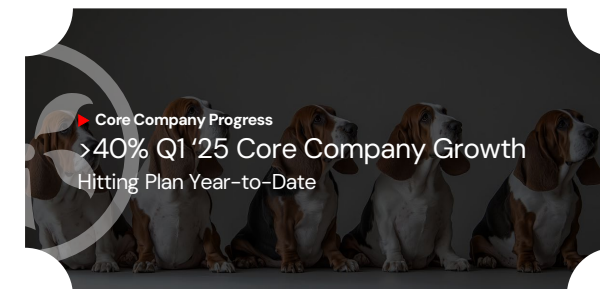 Core Company Progress
>40% Q1 ‘25 Core Company Growth
Hitting Plan Year-to-Date